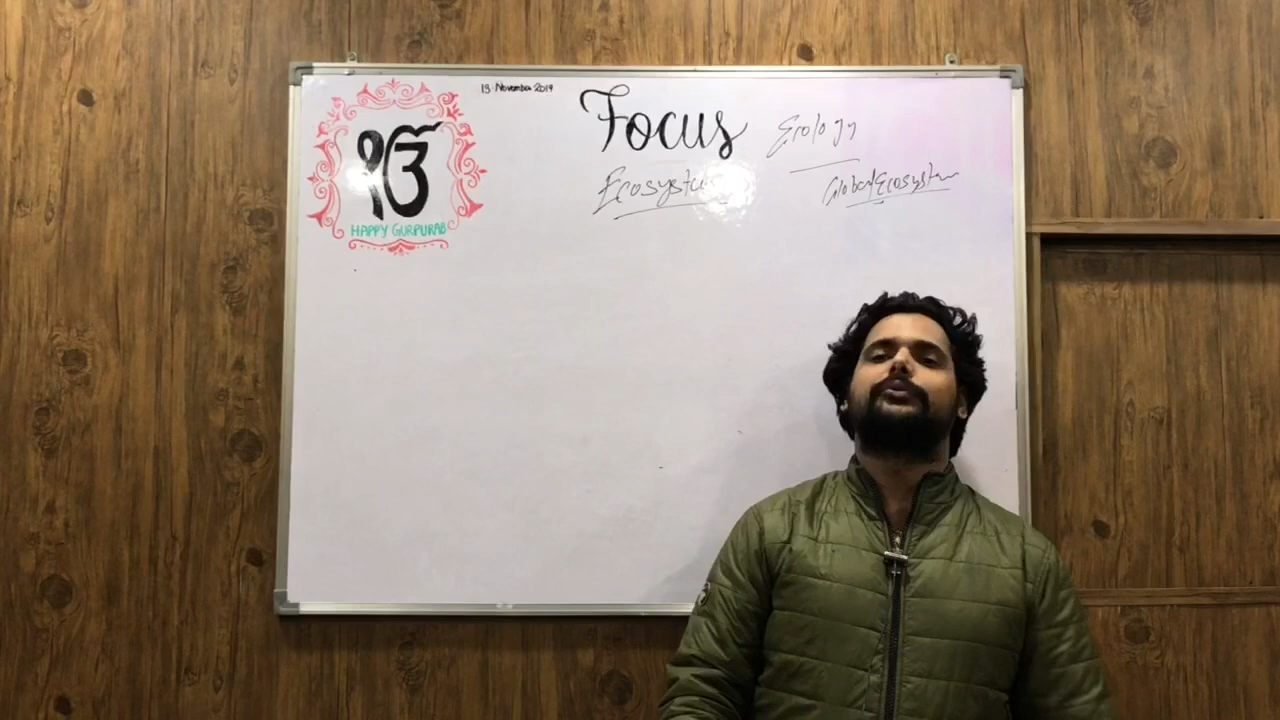 13 November 2019
ੴ
HAPPY GURPURAB
Focus
Ecology
Ecosystem
Global Ecosystem